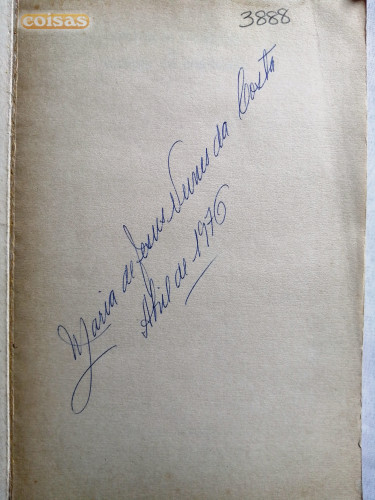 coisas
3888
Maria de Jesus Nunes da Costa
Abril de 1976